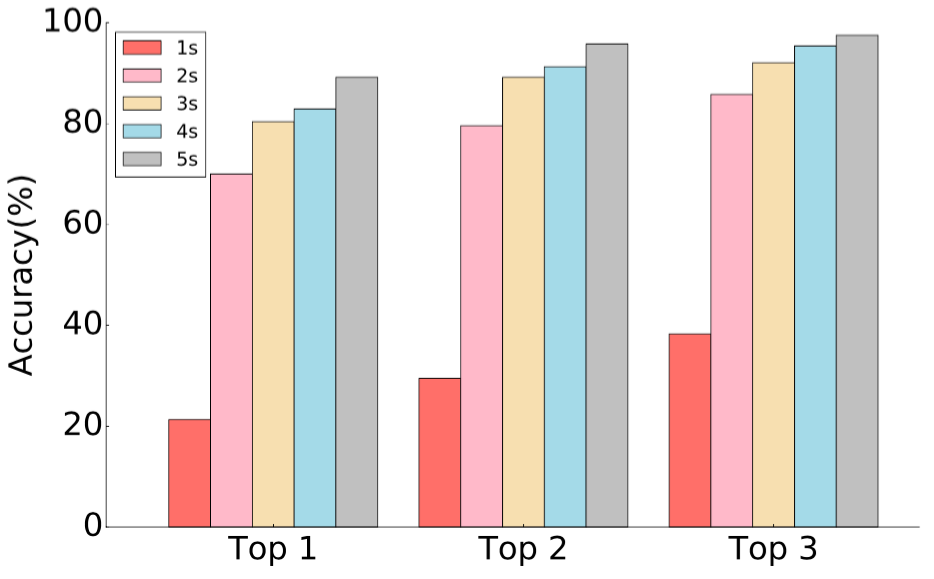 100
80
60
40
20
0
Accuracy(%)
1s
2s
3s
4s
5s
Top 1
Top 2
Top 3